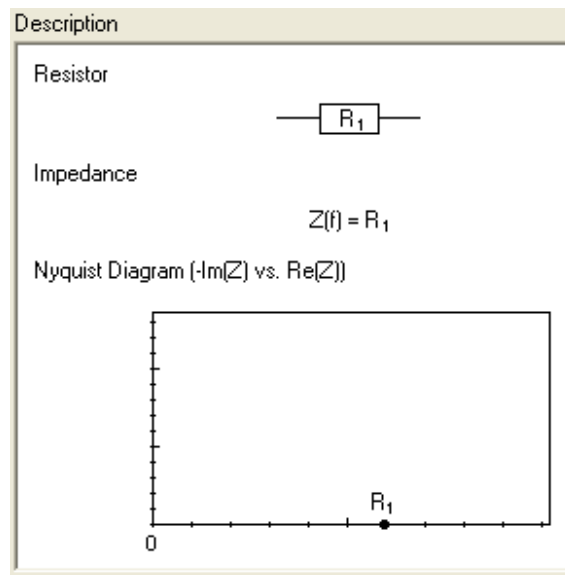 Description
Resistor
R₁
Impedance
Z(f) = R₁
Nyquist Diagram (-Im(Z) vs. Re(Z))
R₁
0